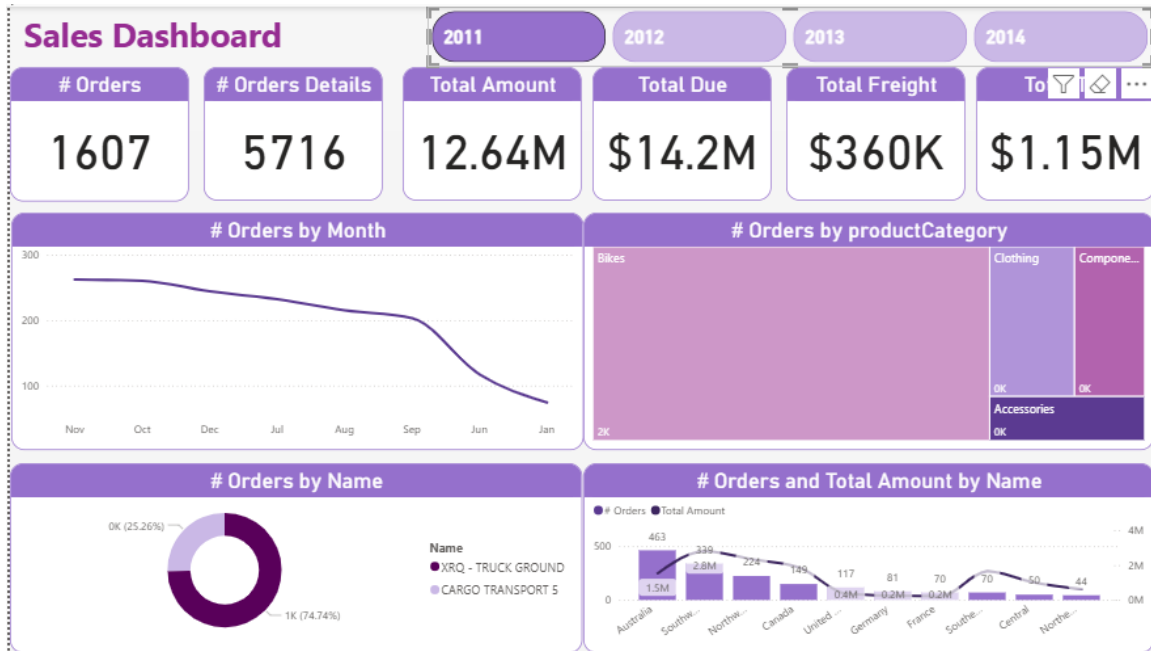 Sales Dashboard
2011 2012 2013 2014
# Orders # Orders Details Total Amount Total Due Total Freight
1607 5716 12.64M $14.2M $360K $1.15M
# Orders by Month
300
200
100
Nov Oct Dec Jul Aug Sep Jun Jan
# Orders by productCategory
Bikes Clothing Compone...
0K 0K
Accessories
2K 0K
# Orders by Name
0K (25.26%)
1K (74.74%)
Name
XRQ - TRUCK GROUND
CARGO TRANSPORT 5
# Orders and Total Amount by Name
# Orders Total Amount
500
0
4M
2M
0M
463 339 224 149 117 81 70 70 50 44
1.5M 2.8M 0.4M 0.2M 0.2M
Australia Southw... Northw... Canada United ... Germany France Southe... Central Northe...